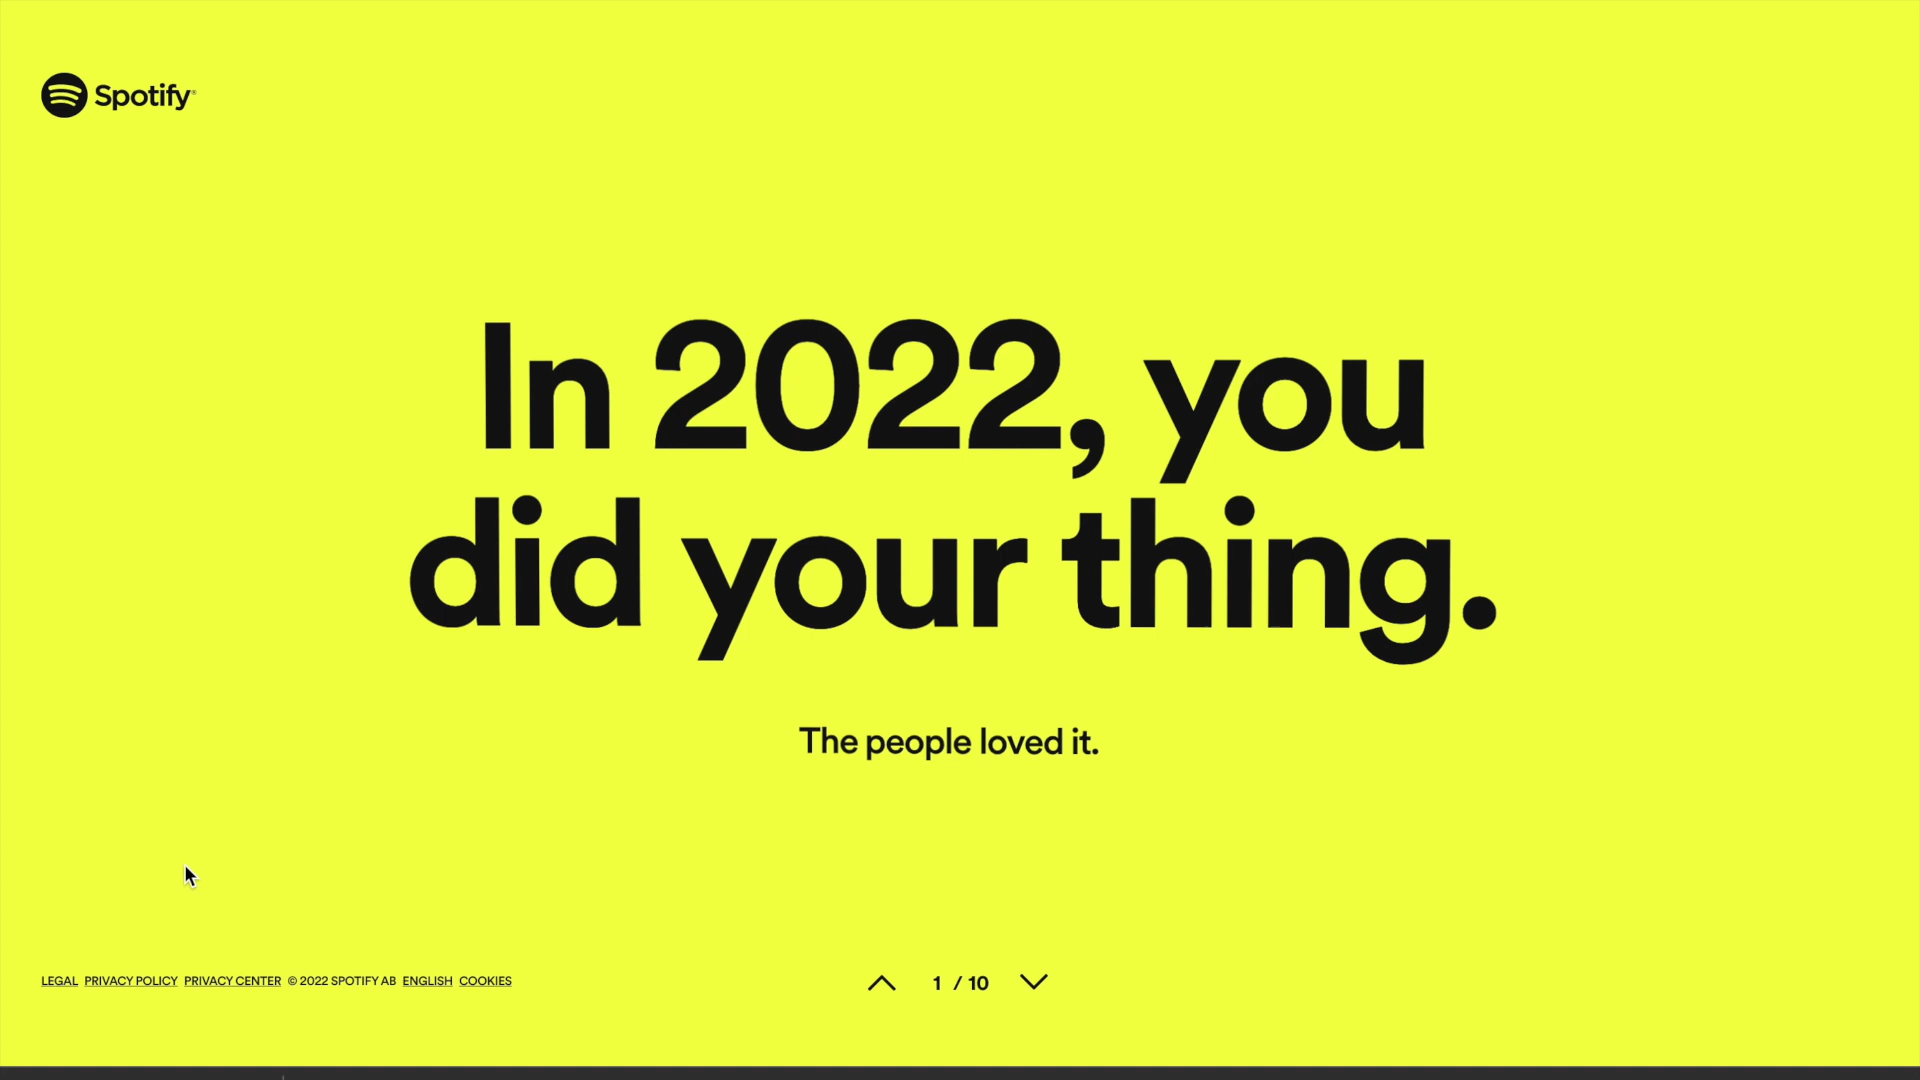 Spotify®
In 2022, you
did your thing.
The people loved it.
LEGAL PRIVACY POLICY PRIVACY CENTER © 2022 SPOTIFY AB ENGLISH COOKIES
1 / 10